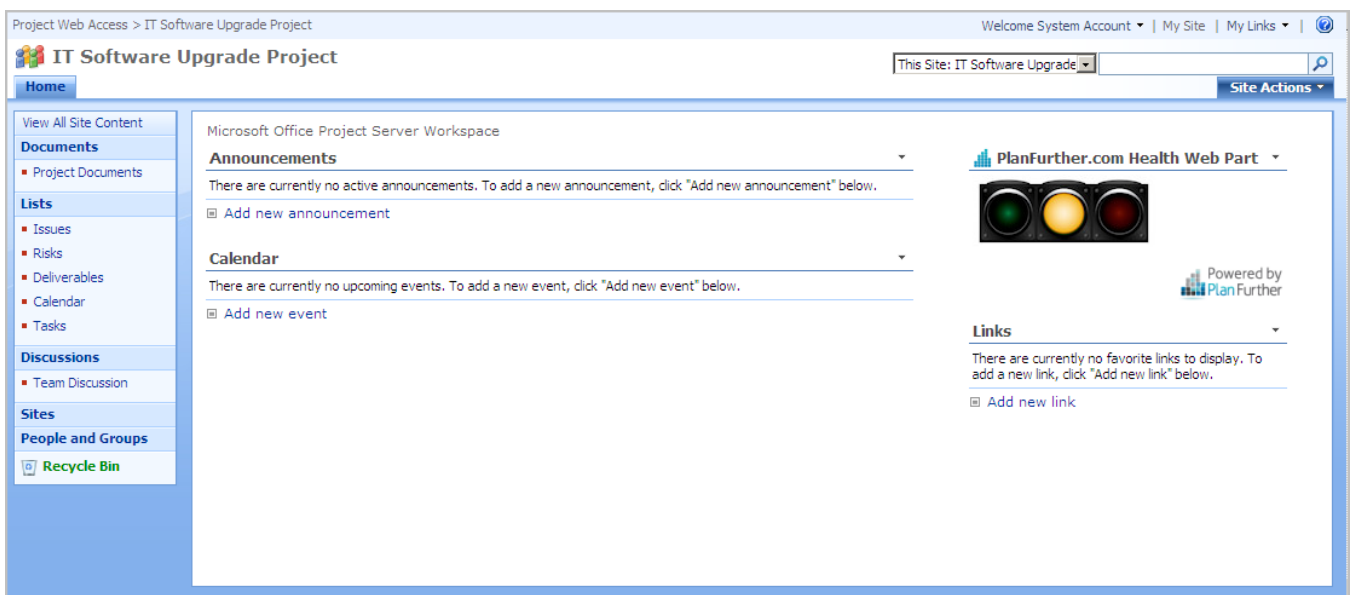 Project Web Access > IT Software Upgrade Project
Welcome System Account | My Site | My Links |
IT Software Upgrade Project
This Site: IT Software Upgrade
Home
Site Actions
View All Site Content
Documents
Project Documents
Lists
Issues
Risks
Deliverables
Calendar
Tasks
Discussions
Team Discussion
Sites
People and Groups
Recycle Bin
Microsoft Office Project Server Workspace
Announcements
There are currently no active announcements. To add a new announcement, click "Add new announcement" below.
Add new announcement
Calendar
There are currently no upcoming events. To add a new event, click "Add new event" below.
Add new event
PlanFurther.com Health Web Part
Powered by
PlanFurther
Links
There are currently no favorite links to display. To
add a new link, click "Add new link" below.
Add new link